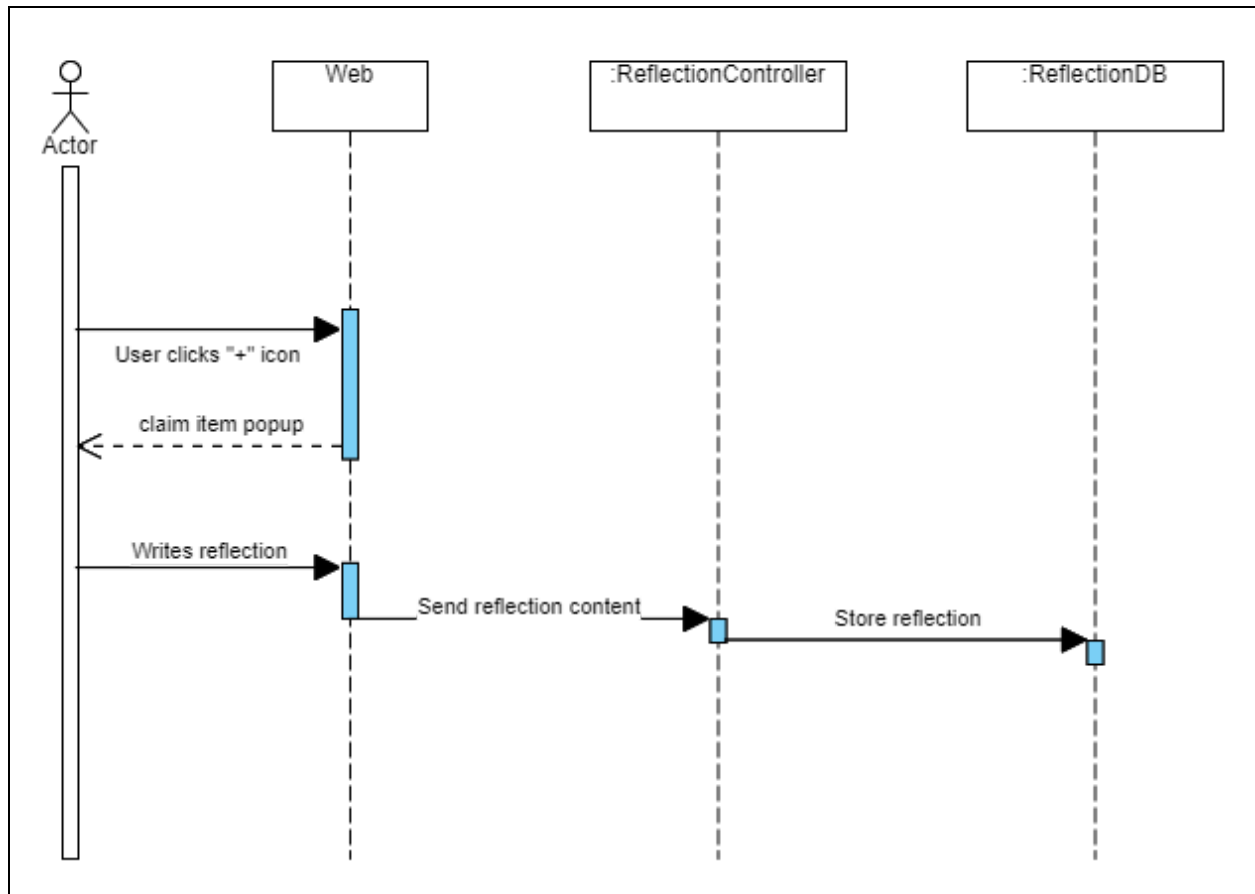 Web
:ReflectionController
:ReflectionDB
Actor
User clicks "+" icon
claim item popup
Writes reflection
Send reflection content
Store reflection